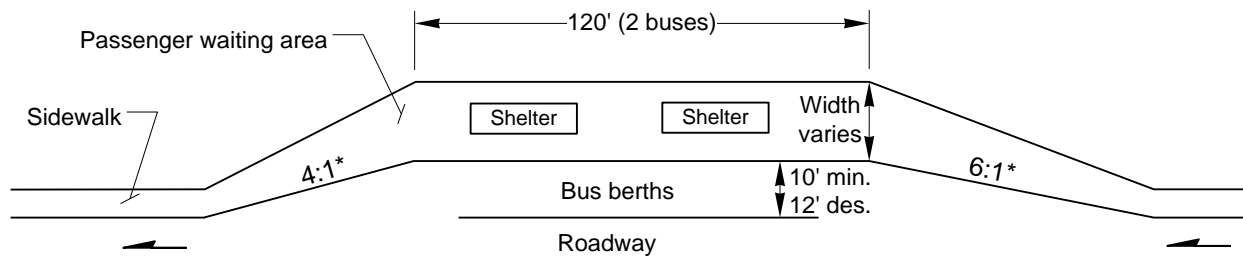 120' (2 buses)
Passenger waiting area
Sidewalk
Shelter
Shelter
Width
varies
4:1*
6:1*
Bus berths
10' min.
12' des.
Roadway